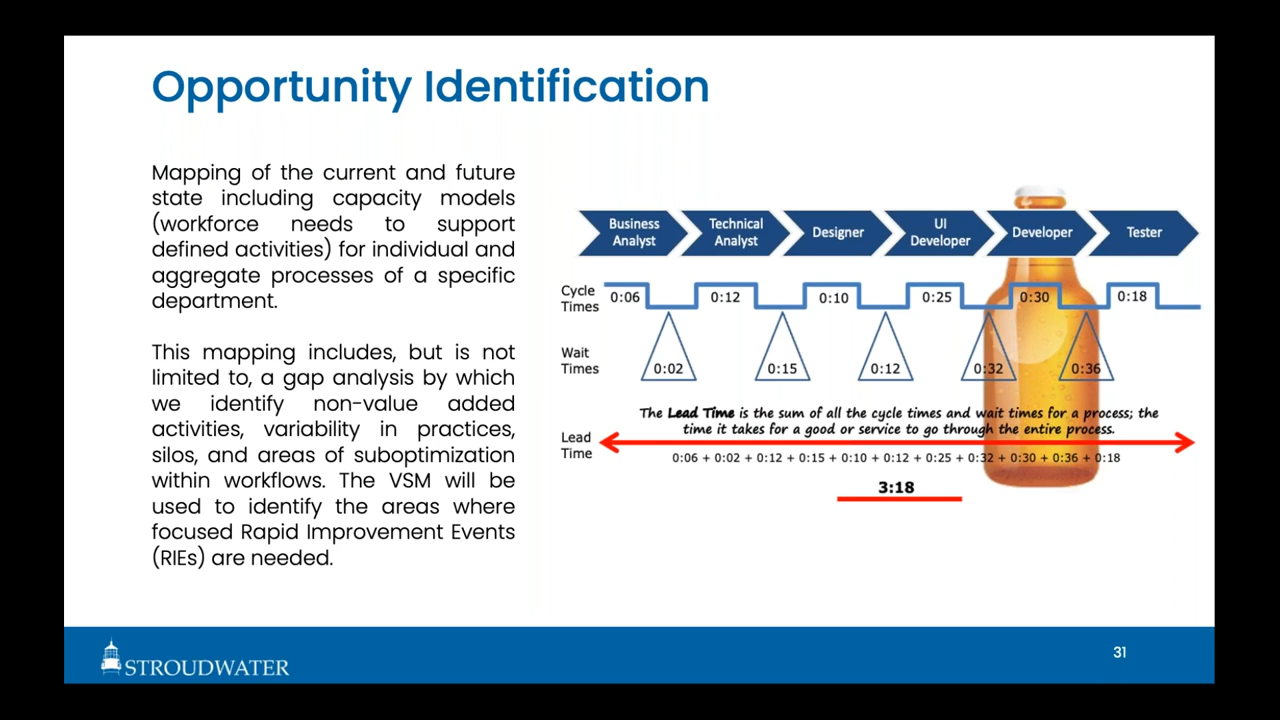 Opportunity Identification
Mapping of the current and future
state including capacity models
(workforce needs to support
defined activities) for individual and
aggregate processes of a specific
department.
This mapping includes, but is not
limited to, a gap analysis by which
we identify non-value added
activities, variability in practices,
silos, and areas of suboptimization
within workflows. The VSM will be
used to identify the areas where
focused Rapid Improvement Events
(RIEs) are needed.
Business
Analyst
Technical
Analyst
Designer
UI
Developer
Developer
Tester
Cycle
Times
0:06
0:12
0:10
0:25
0:30
0:18
Wait
Times
0:02
0:15
0:12
0:32
0:36
The Lead Time is the sum of all the cycle times and wait times for a process; the
time it takes for a good or service to go through the entire process.
Lead
Time
0:06 + 0:02 + 0:12 + 0:15 + 0:10 + 0:12 + 0:25 + 0:32 + 0:30 + 0:36 + 0:18
3:18
STROUDWATER
31